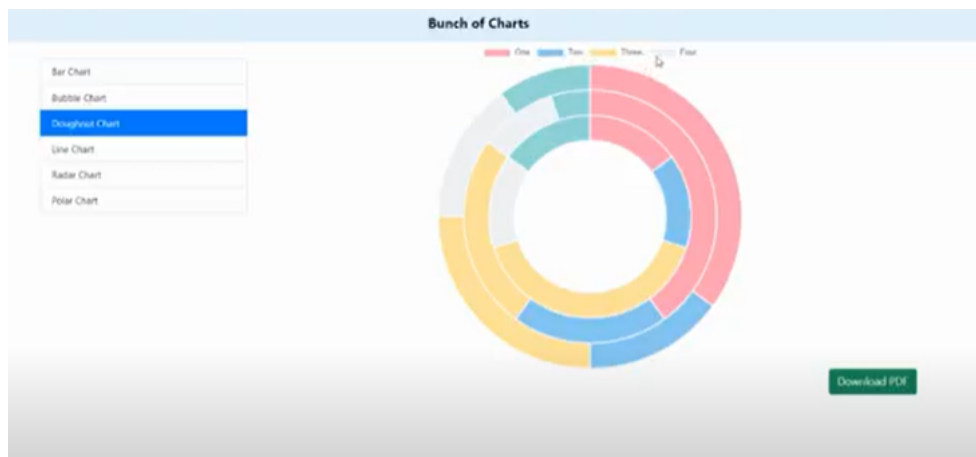 Bunch of Charts
One Two Three Four
Bar Chart
Bubble Chart
Doughnut Chart
Line Chart
Radar Chart
Polar Chart
Download PDF